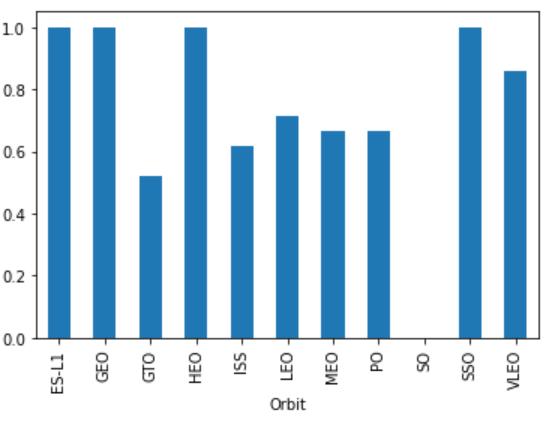 1.0
0.8
0.6
0.4
0.2
0.0
ES-L1
GEO
GTO
HEO
ISS
LEO
MEO
PO
SO
SSO
VLEO
Orbit